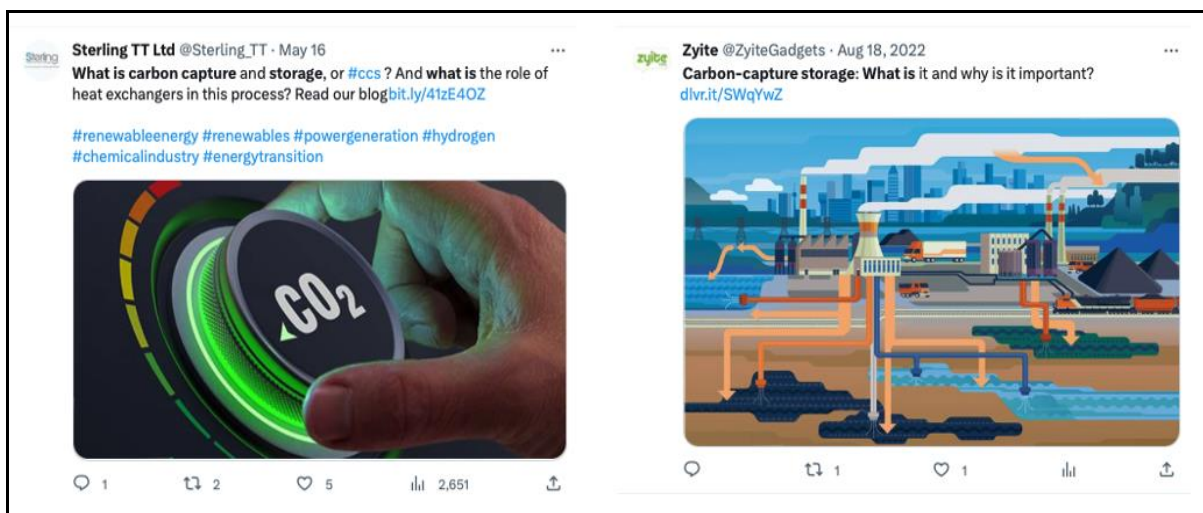 Sterling
Sterling TT Ltd @Sterling_TT · May 16
What is carbon capture and storage, or #ccs ? And what is the role of
heat exchangers in this process? Read our blogbit.ly/41zE4OZ
#renewableenergy #renewables #powergeneration #hydrogen
#chemicalindustry #energytransition
CO2
1 2 5 2,651
zyite
Zyite @ZyiteGadgets · Aug 18, 2022
Carbon-capture storage: What is it and why is it important?
dlvr.it/SWqYwZ
1 1